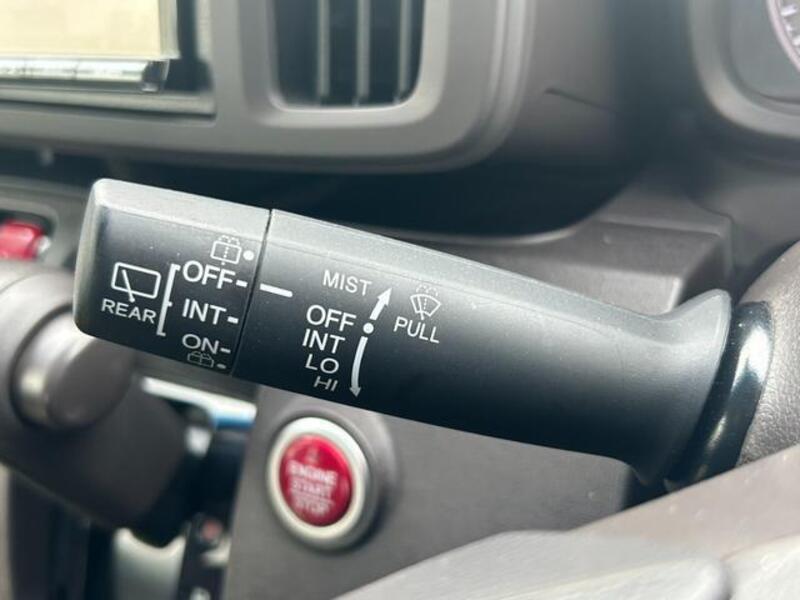 REAR
OFF
INT
ON
MIST
OFF
INT
LO
HI
PULL
ENGINE
START
STOP